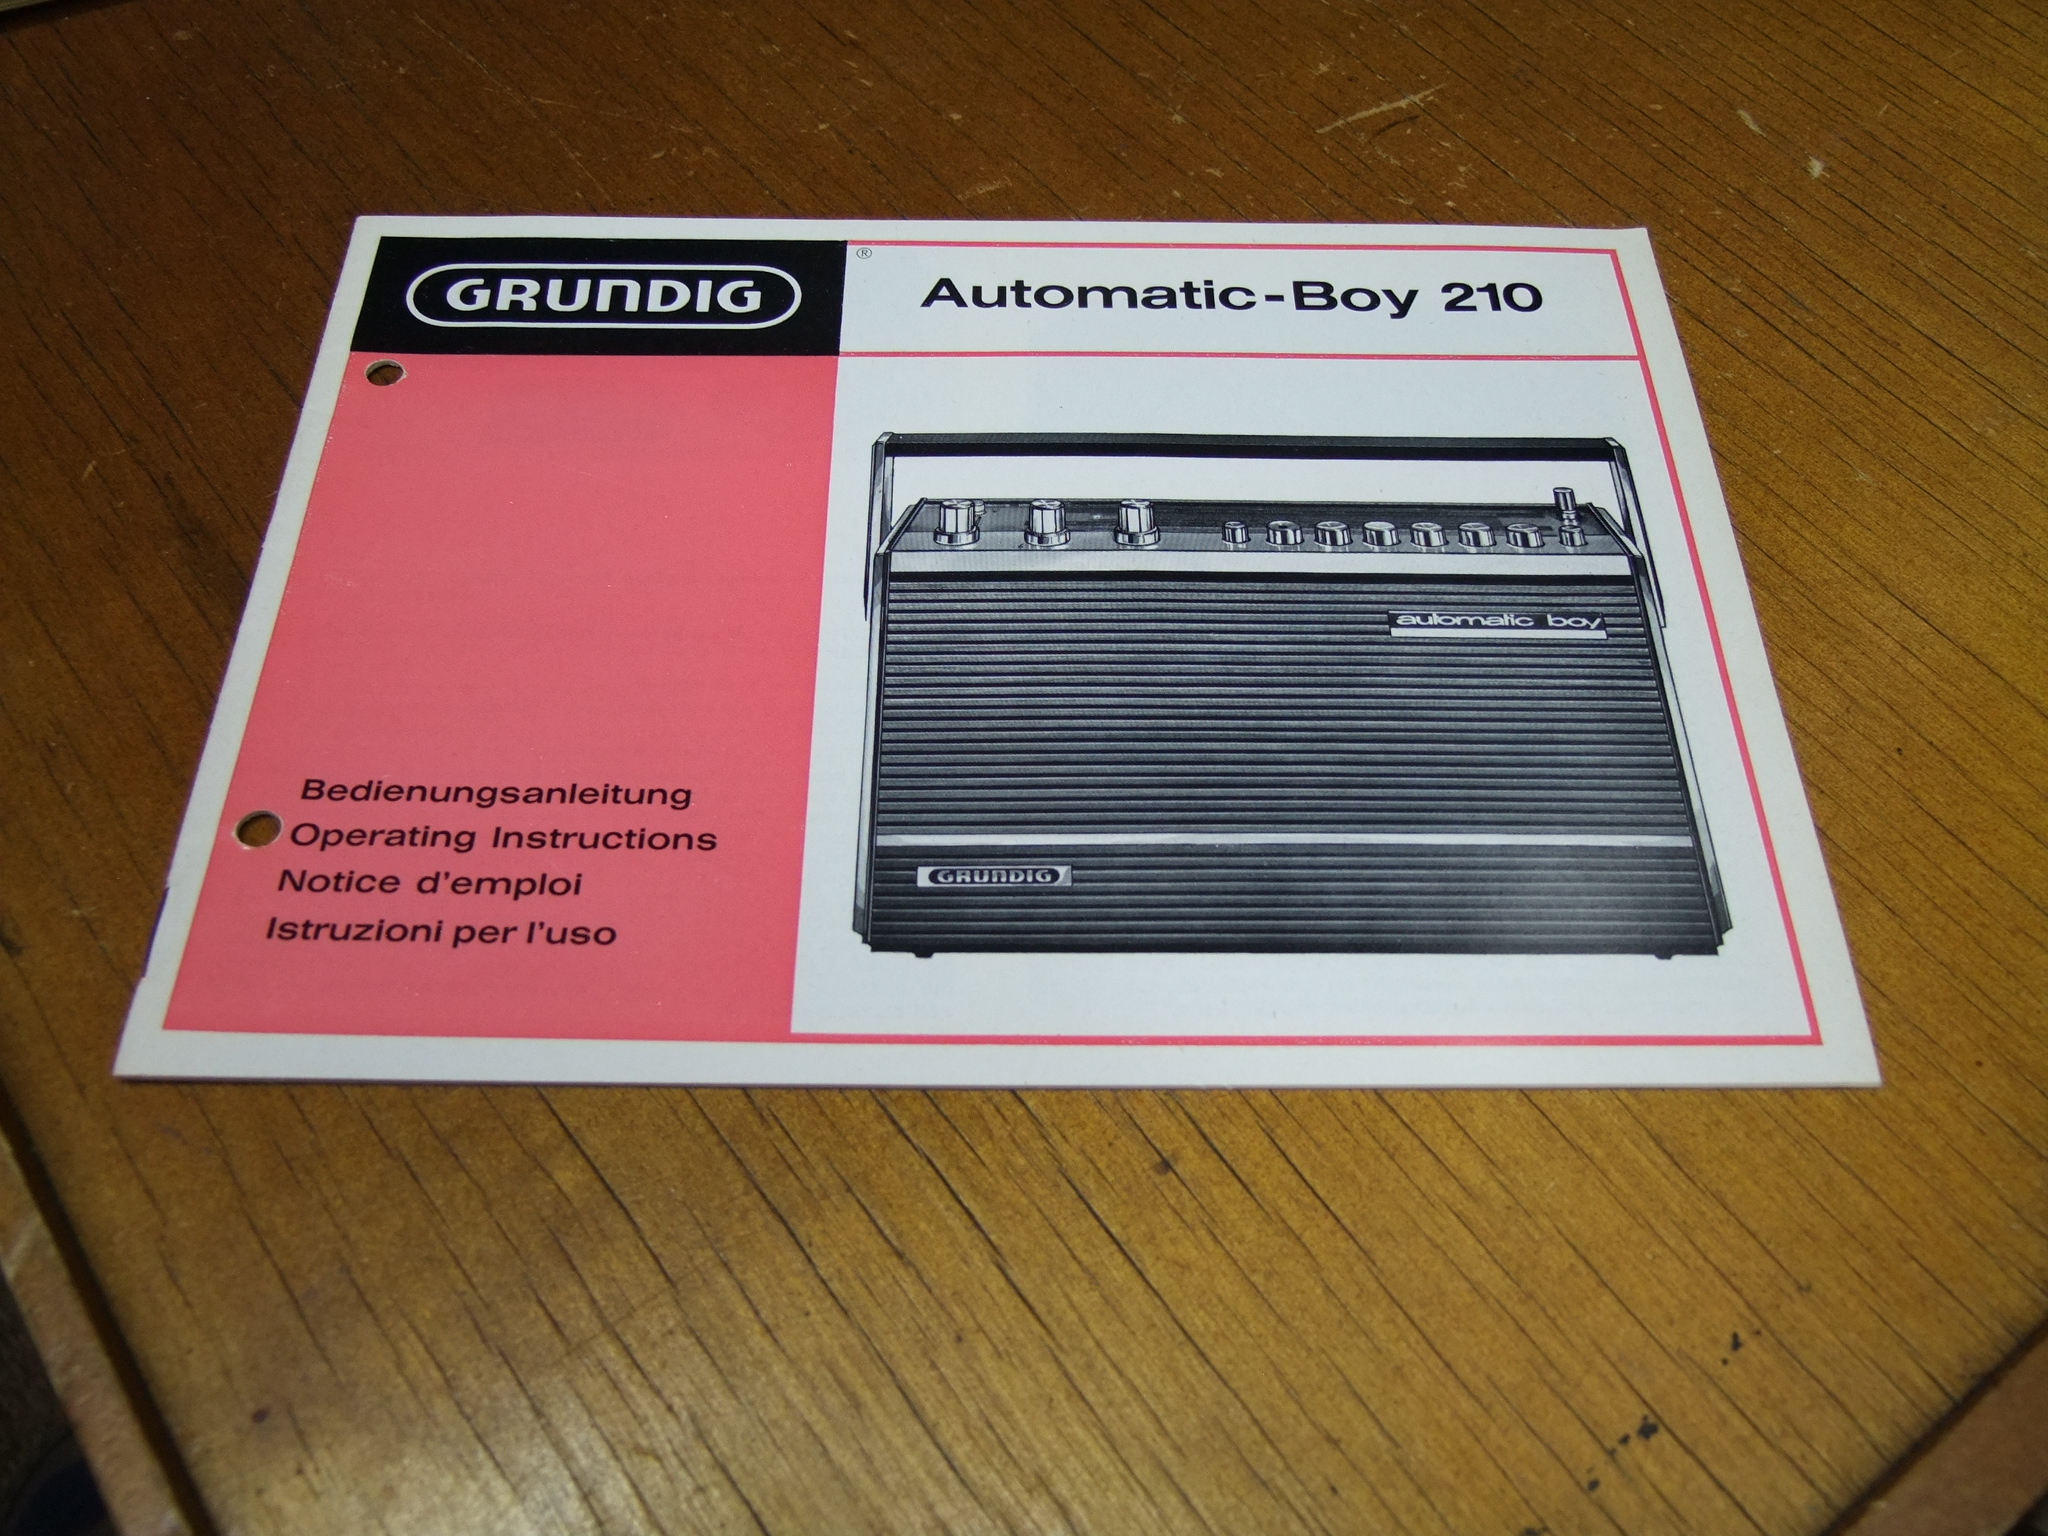 GRUNDIG
®
Automatic-Boy 210
automatic boy
GRUNDIG
Bedienungsanleitung
Operating Instructions
Notice d'emploi
Istruzioni per l'uso